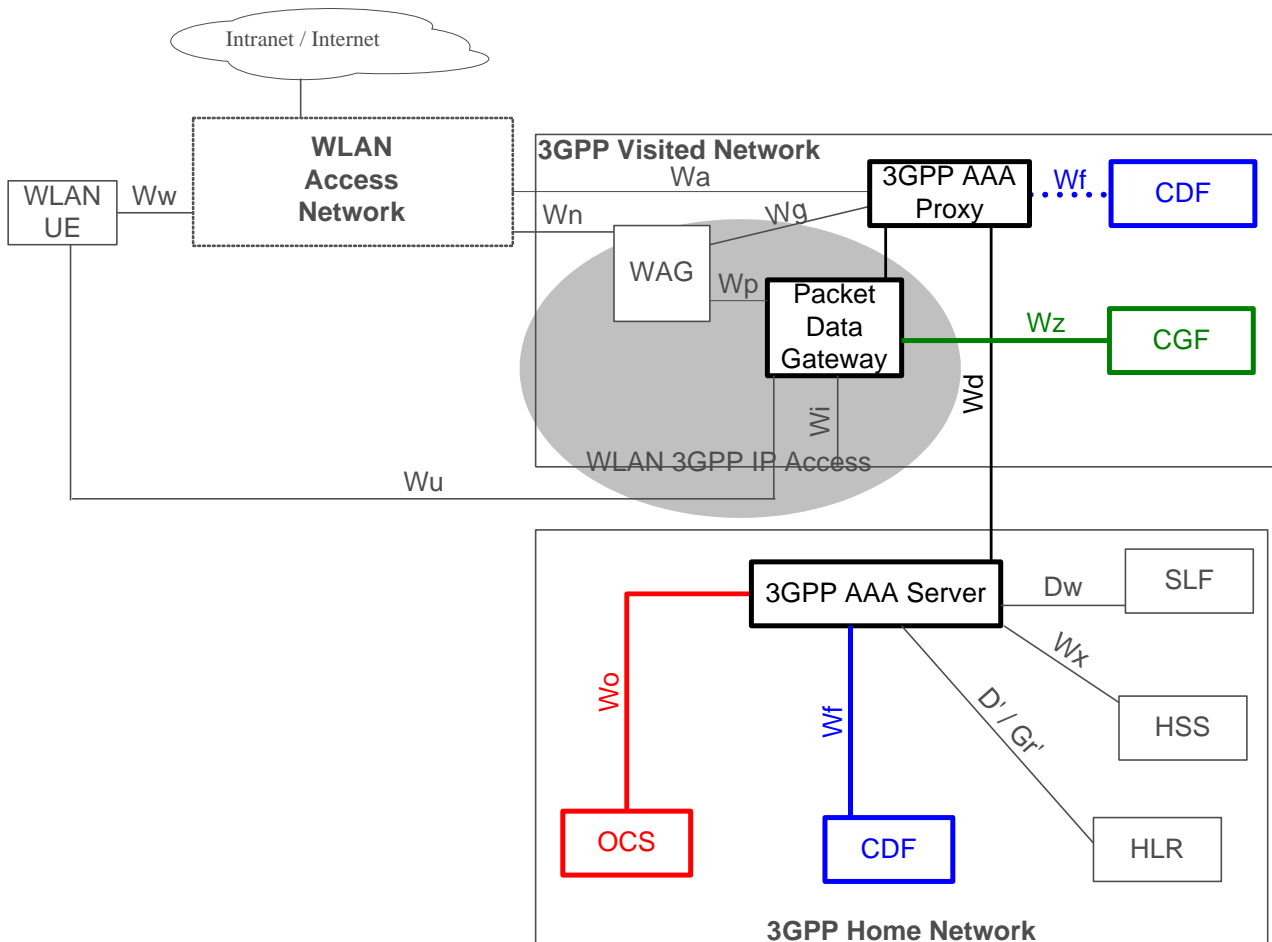 Intranet / Internet
WLAN
Access
Network
3GPP Visited Network
WLAN
UE
Ww
Wa
Wn
Wg
3GPP AAA
Proxy
Wf
CDF
WAG
Wp
Packet
Data
Gateway
Wz
CGF
Wd
Wi
WLAN 3GPP IP Access
Wu
3GPP AAA Server
Dw
SLF
Wx
HSS
D' / Gr'
HLR
Wo
Wf
OCS
CDF
3GPP Home Network